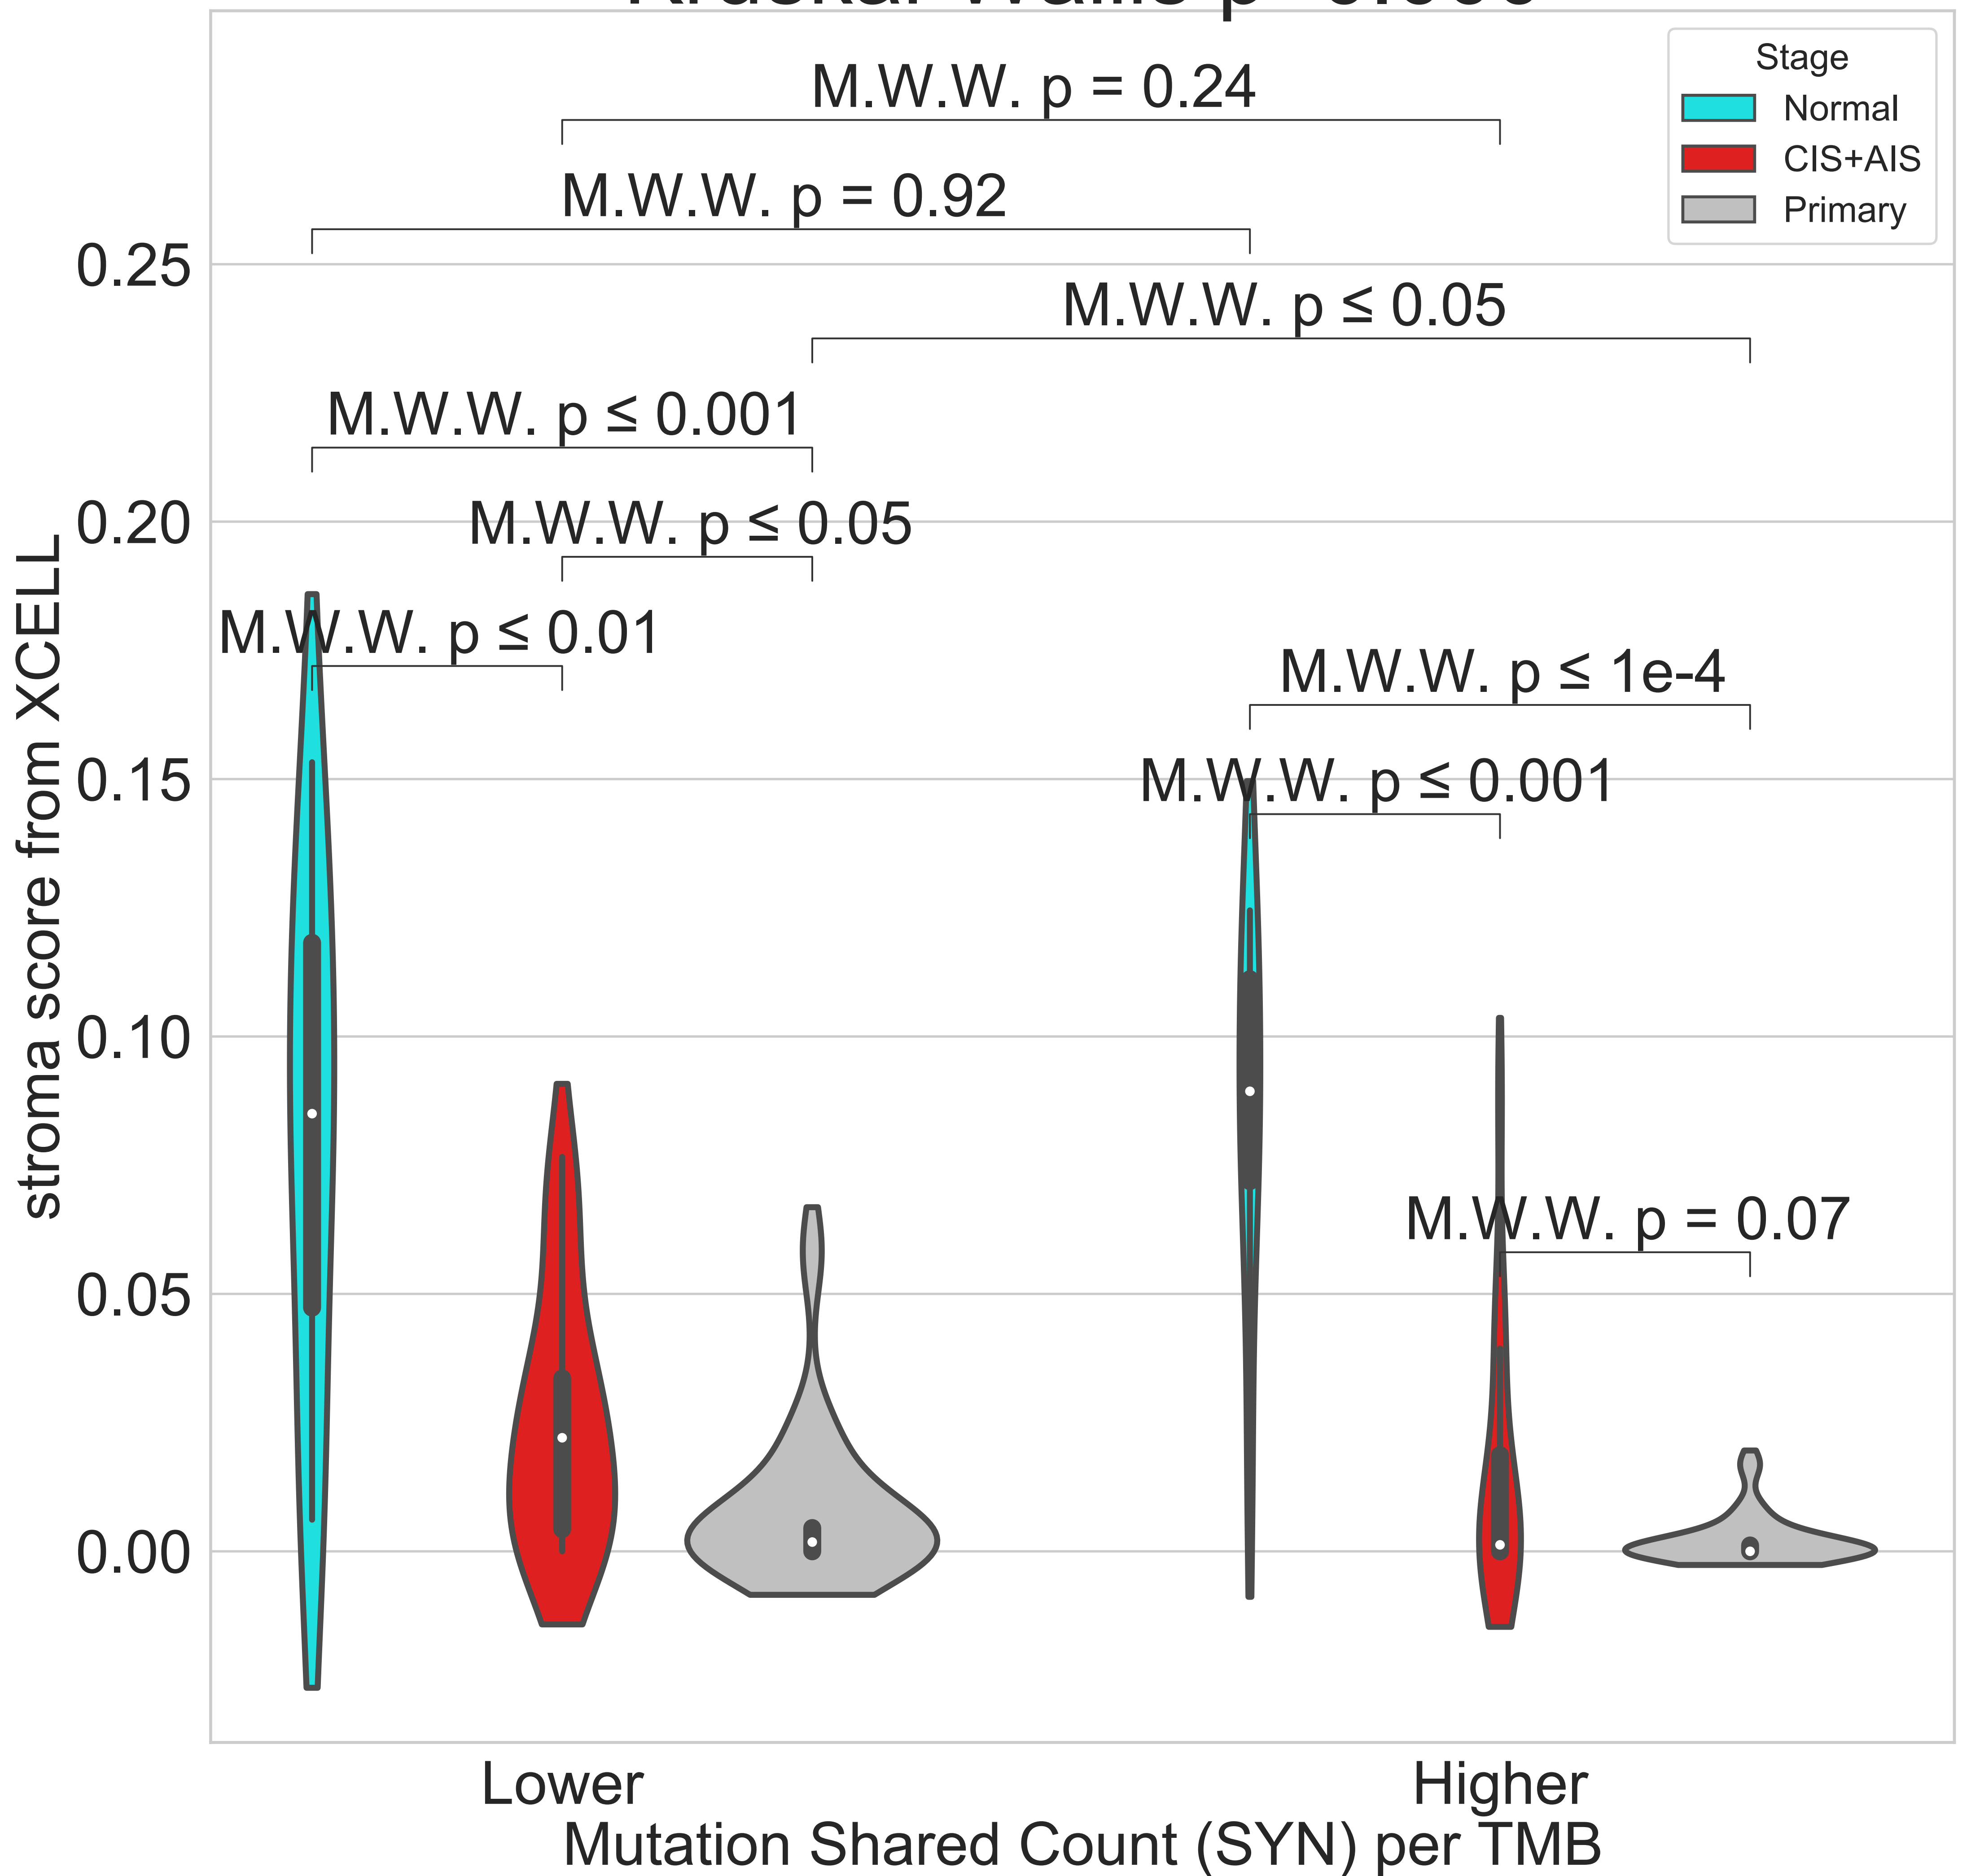 Stage
Normal
CIS+AIS
Primary
M.W.W. p = 0.24
M.W.W. p = 0.92
M.W.W. p ≤ 0.05
M.W.W. p ≤ 0.001
M.W.W. p ≤ 0.05
M.W.W. p ≤ 0.01
M.W.W. p ≤ 1e-4
M.W.W. p ≤ 0.001
M.W.W. p = 0.07
stroma score from XCELL
0.25
0.20
0.15
0.10
0.05
0.00
Lower
Higher
Mutation Shared Count (SYN) per TMB